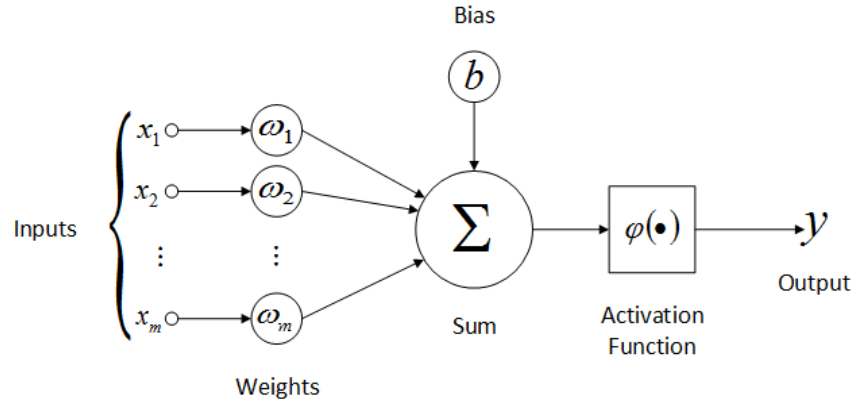 Bias
b
x₁ ω₁
x₂ ω₂
Inputs
Σ
φ(•)
y
⋮ ⋮
xₘ ωₘ
Output
Sum
Activation
Function
Weights